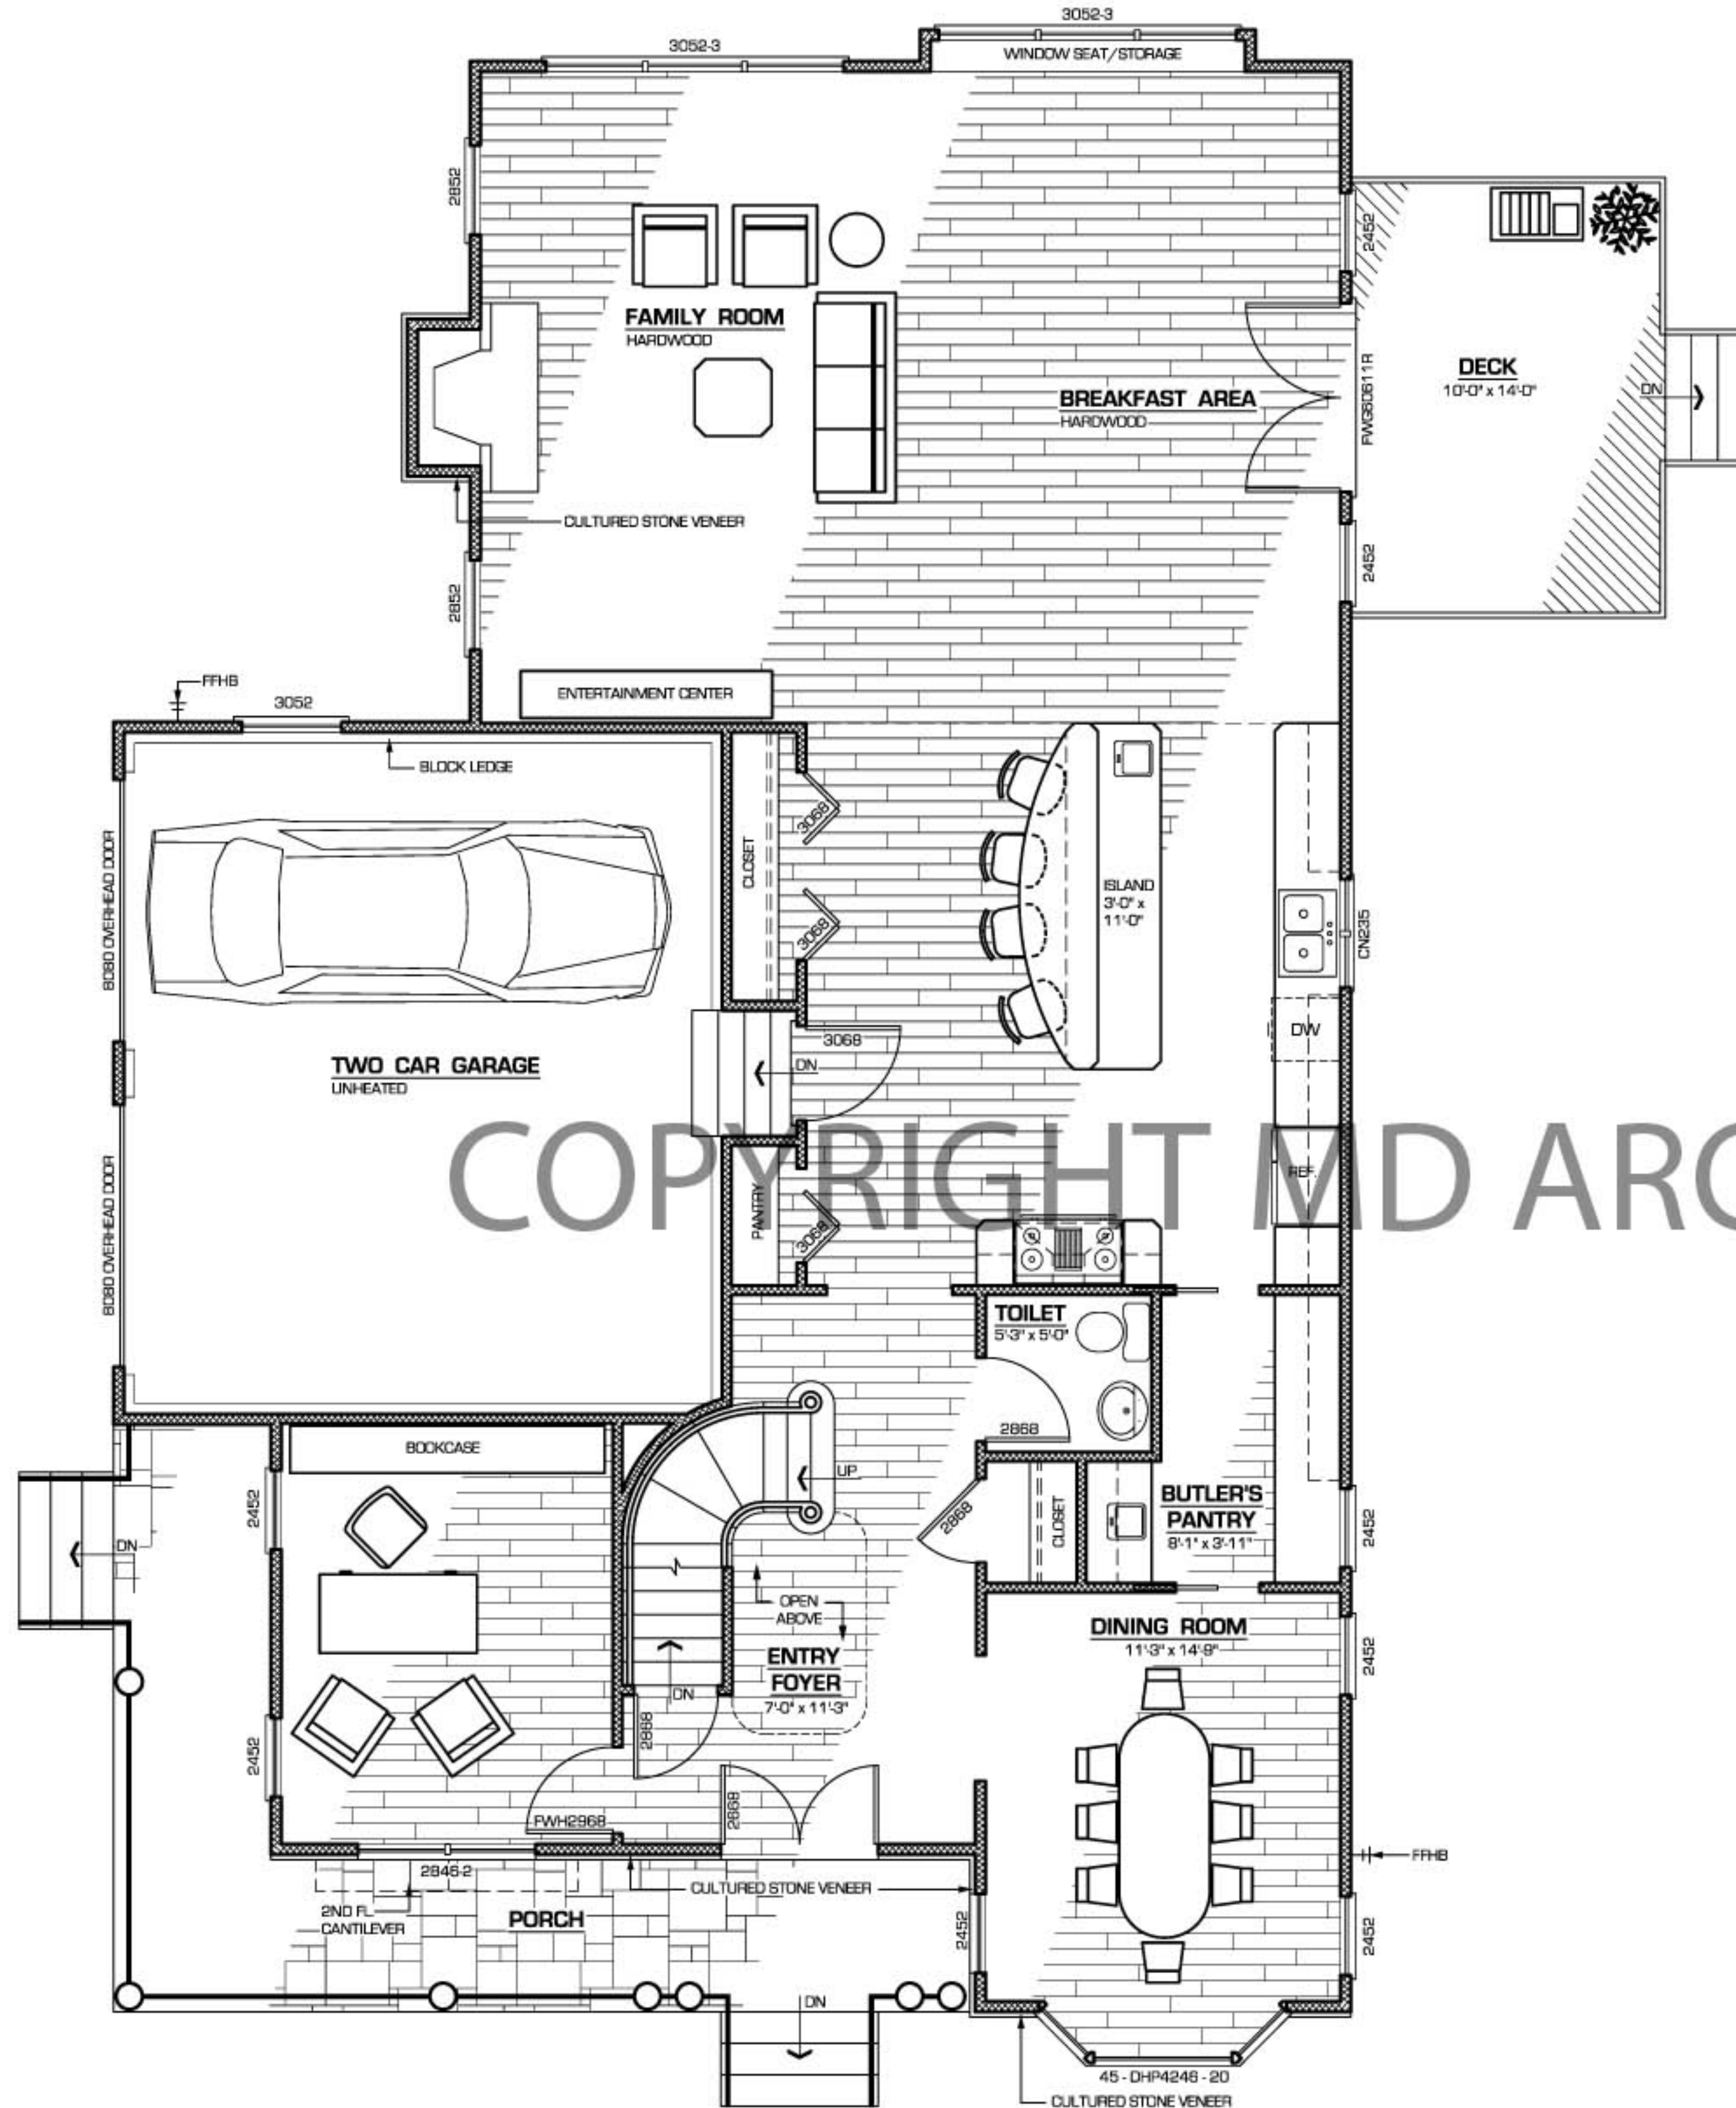 3052-3
3052-3
WINDOW SEAT/STORAGE
2852
2452
FAMILY ROOM
HARDWOOD
BREAKFAST AREA
HARDWOOD
FWG60611R
DECK
10'-0" x 14'-0"
DN
CULTURED STONE VENEER
2452
2852
FFHB
3052
ENTERTAINMENT CENTER
BLOCK LEDGE
8080 OVERHEAD DOOR
CLOSET
3068
3068
ISLAND
3'-0" x
11'-0"
CN235
DW
TWO CAR GARAGE
UNHEATED
3068
DN
COPYRIGHT MD ARC
8080 OVERHEAD DOOR
PANTRY
3068
REF.
TOILET
5'-3" x 5'-0"
2868
BOOKCASE
UP
2452
2868
CLOSET
BUTLER'S
PANTRY
8'-1" x 3'-11"
2452
DN
OPEN
ABOVE
ENTRY
FOYER
7'-0" x 11'-3"
DINING ROOM
11'-3" x 14'-9"
2452
DN
2868
2452
2668
FWH2968
2846-2
CULTURED STONE VENEER
FFHB
2ND FL
CANTILEVER
PORCH
2452
2452
DN
45 - DHP4246 - 20
CULTURED STONE VENEER